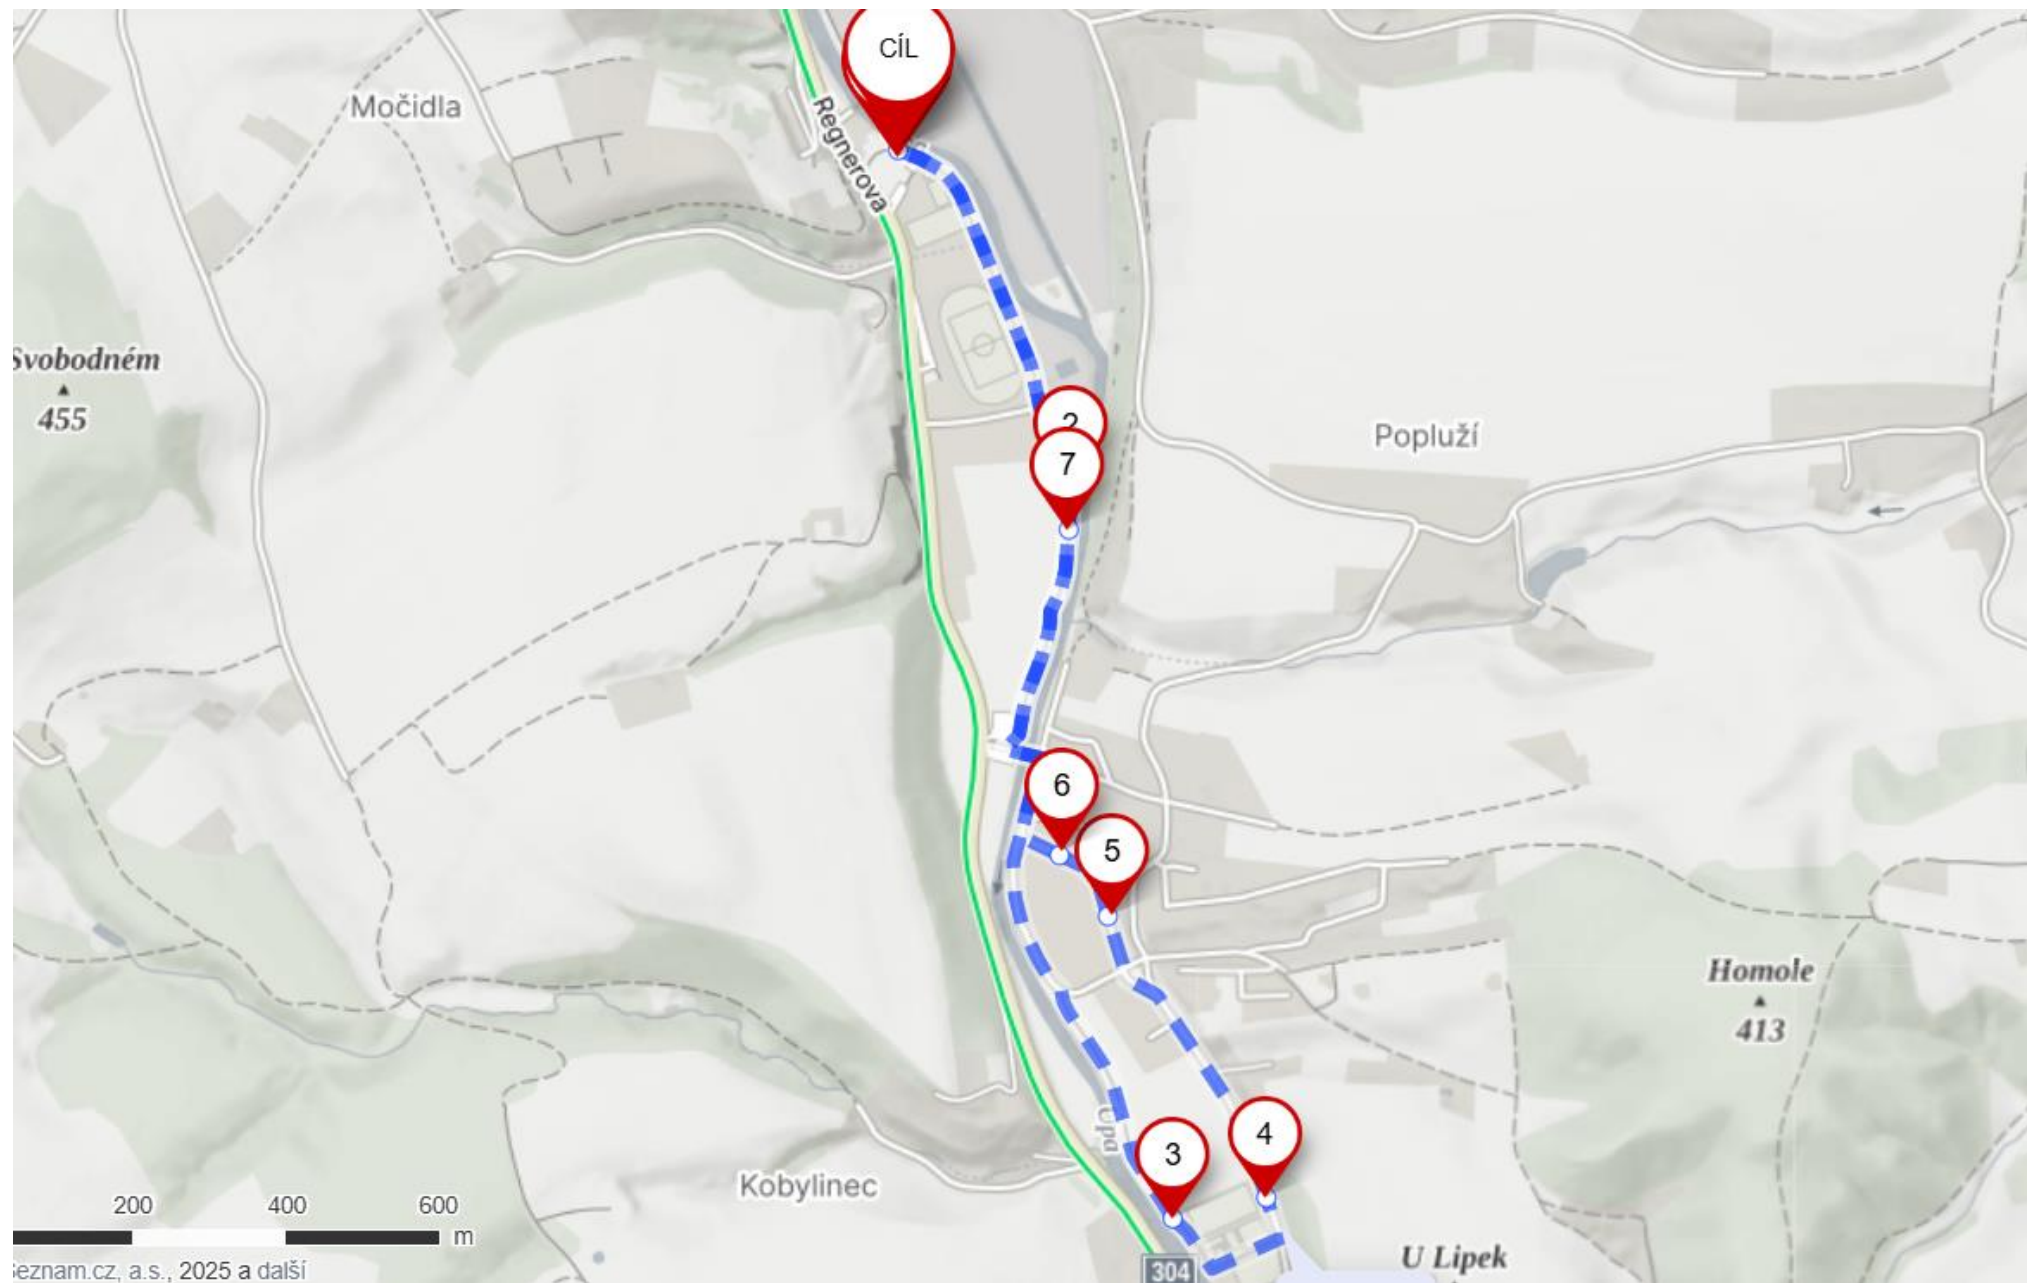 CÍL
Močidla
Regnerova
Svobodném
455
2
7
Popluží
6
5
Homole
413
Úpa
3
4
Kobylinec
200 400 600
m
U Lipek
304
Seznam.cz, a.s., 2025 a další